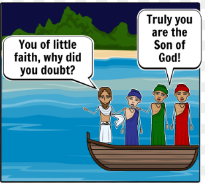 You of little
faith, why did
you doubt?
Truly you
are the
Son of
God!